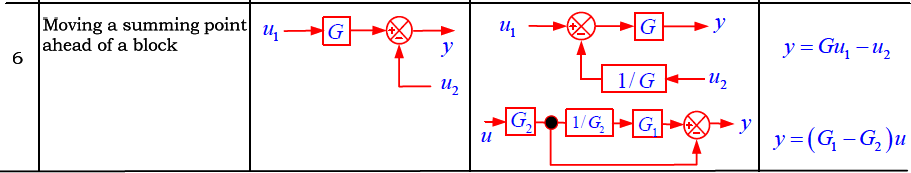 6
Moving a summing point
ahead of a block
u₁ G + − y
u₂
u₁ + − G y
1/G u₂
u G₂ 1/G₂ G₁ + − y
y = Gu₁ − u₂
y = (G₁ − G₂)u